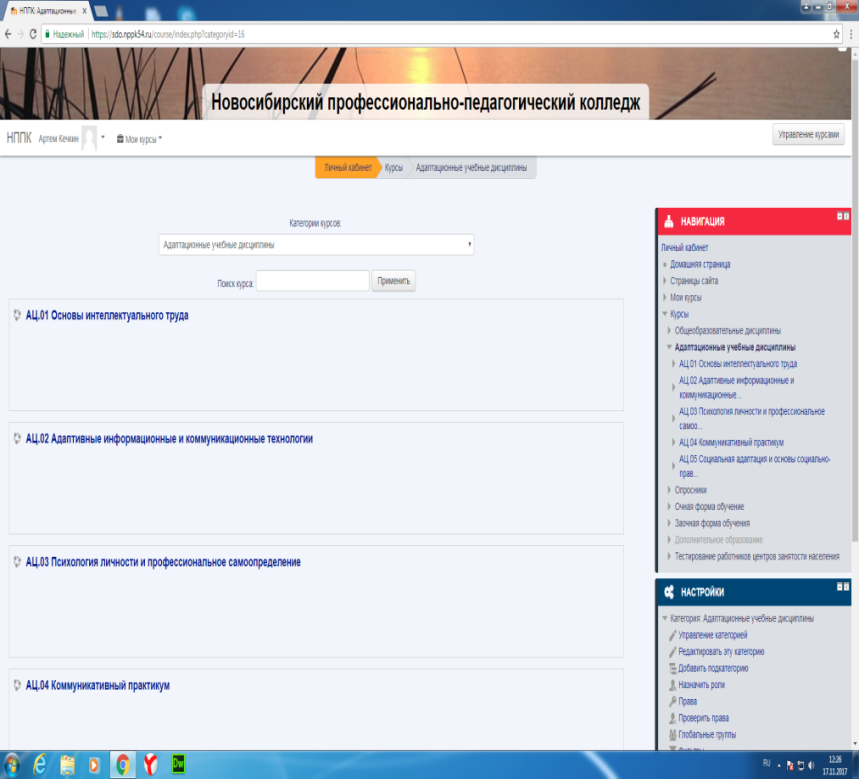 НППК: Адаптационные
Надежный | https://sdo.nppk54.ru/course/index.php?categoryid=16
Новосибирский профессионально-педагогический колледж
НППК Артем Кечкин Мои курсы
Управление курсами
Личный кабинет Курсы Адаптационные учебные дисциплины
Категории курсов:
Адаптационные учебные дисциплины
Поиск курса: Применить
АЦ.01 Основы интеллектуального труда
АЦ.02 Адаптивные информационные и коммуникационные технологии
АЦ.03 Психология личности и профессиональное самоопределение
АЦ.04 Коммуникативный практикум
НАВИГАЦИЯ
Личный кабинет
Домашняя страница
Страницы сайта
Мои курсы
Курсы
Общеобразовательные дисциплины
Адаптационные учебные дисциплины
АЦ.01 Основы интеллектуального труда
АЦ.02 Адаптивные информационные и
коммуникационные...
АЦ.03 Психология личности и профессиональное
самоо...
АЦ.04 Коммуникативный практикум
АЦ.05 Социальная адаптация и основы социально-
прав...
Опросники
Очная форма обучение
Заочная форма обучения
Дополнительное образование
Тестирование работников центров занятости населения
НАСТРОЙКИ
Категория: Адаптационные учебные дисциплины
Управление категорией
Редактировать эту категорию
Добавить подкатегорию
Назначить роли
Права
Проверить права
Глобальные группы
Dw
RU
12:26
17.11.2017